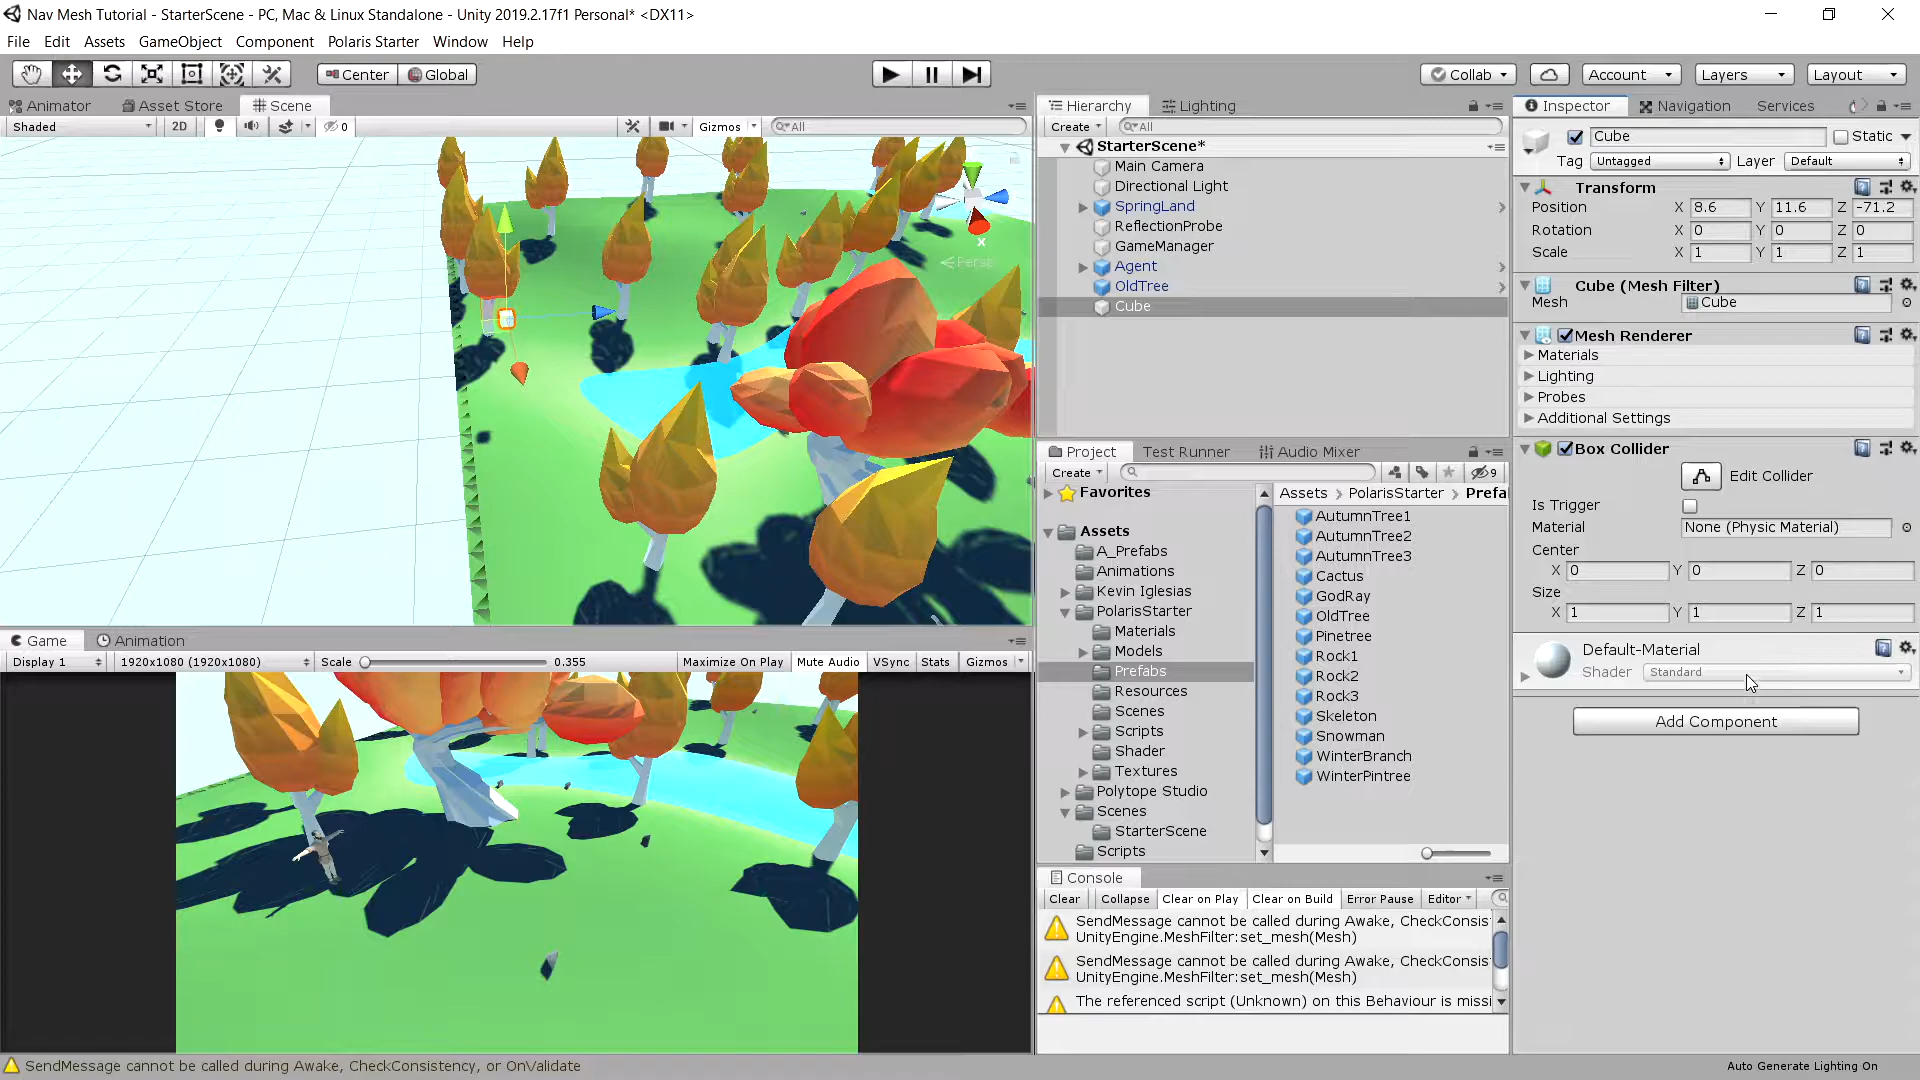 Nav Mesh Tutorial - StarterScene - PC, Mac & Linux Standalone - Unity 2019.2.17f1 Personal* <DX11>
File Edit Assets GameObject Component Polaris Starter Window Help
Center Global
Collab Account Layers Layout
Animator Asset Store Scene
Shaded 2D 0 Gizmos All
x
Persp
Hierarchy Lighting
Create All
StarterScene*
Main Camera
Directional Light
SpringLand
ReflectionProbe
GameManager
Agent
OldTree
Cube
Inspector Navigation Services
Cube Static
Tag Untagged Layer Default
Transform
Position X 8.6 Y 11.6 Z -71.2
Rotation X 0 Y 0 Z 0
Scale X 1 Y 1 Z 1
Cube (Mesh Filter)
Mesh Cube
Mesh Renderer
Materials
Lighting
Probes
Additional Settings
Box Collider
Edit Collider
Is Trigger
Material None (Physic Material)
Center
X 0 Y 0 Z 0
Size
X 1 Y 1 Z 1
Default-Material
Shader Standard
Add Component
Project Test Runner Audio Mixer
Create 9
Favorites
Assets
A_Prefabs
Animations
Kevin Iglesias
PolarisStarter
Materials
Models
Prefabs
Resources
Scenes
Scripts
Shader
Textures
Polytope Studio
Scenes
StarterScene
Scripts
Assets > PolarisStarter > Prefa
AutumnTree1
AutumnTree2
AutumnTree3
Cactus
GodRay
OldTree
Pinetree
Rock1
Rock2
Rock3
Skeleton
Snowman
WinterBranch
WinterPintree
Game Animation
Display 1 1920x1080 (1920x1080) Scale 0.355 Maximize On Play Mute Audio VSync Stats Gizmos
Console
Clear Collapse Clear on Play Clear on Build Error Pause Editor
SendMessage cannot be called during Awake, CheckConsis
UnityEngine.MeshFilter:set_mesh(Mesh)
SendMessage cannot be called during Awake, CheckConsis
UnityEngine.MeshFilter:set_mesh(Mesh)
The referenced script (Unknown) on this Behaviour is missi
SendMessage cannot be called during Awake, CheckConsistency, or OnValidate
Auto Generate Lighting On